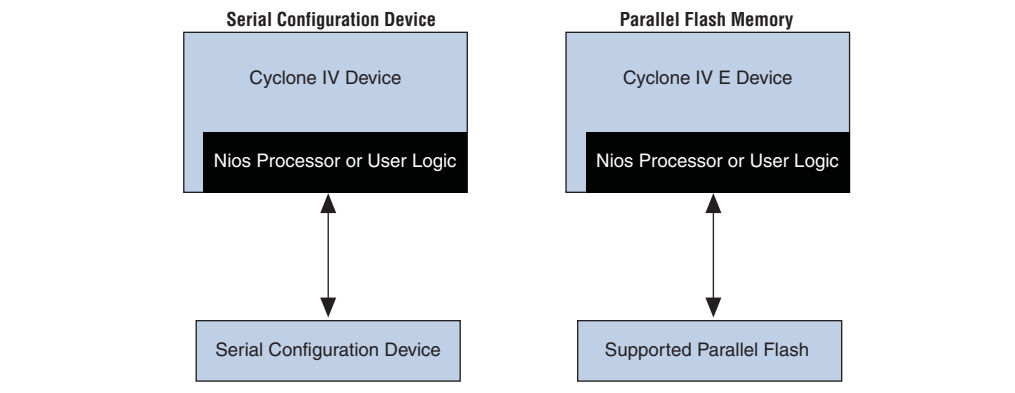 Serial Configuration Device
Cyclone IV Device
Nios Processor or User Logic
Serial Configuration Device
Parallel Flash Memory
Cyclone IV E Device
Nios Processor or User Logic
Supported Parallel Flash